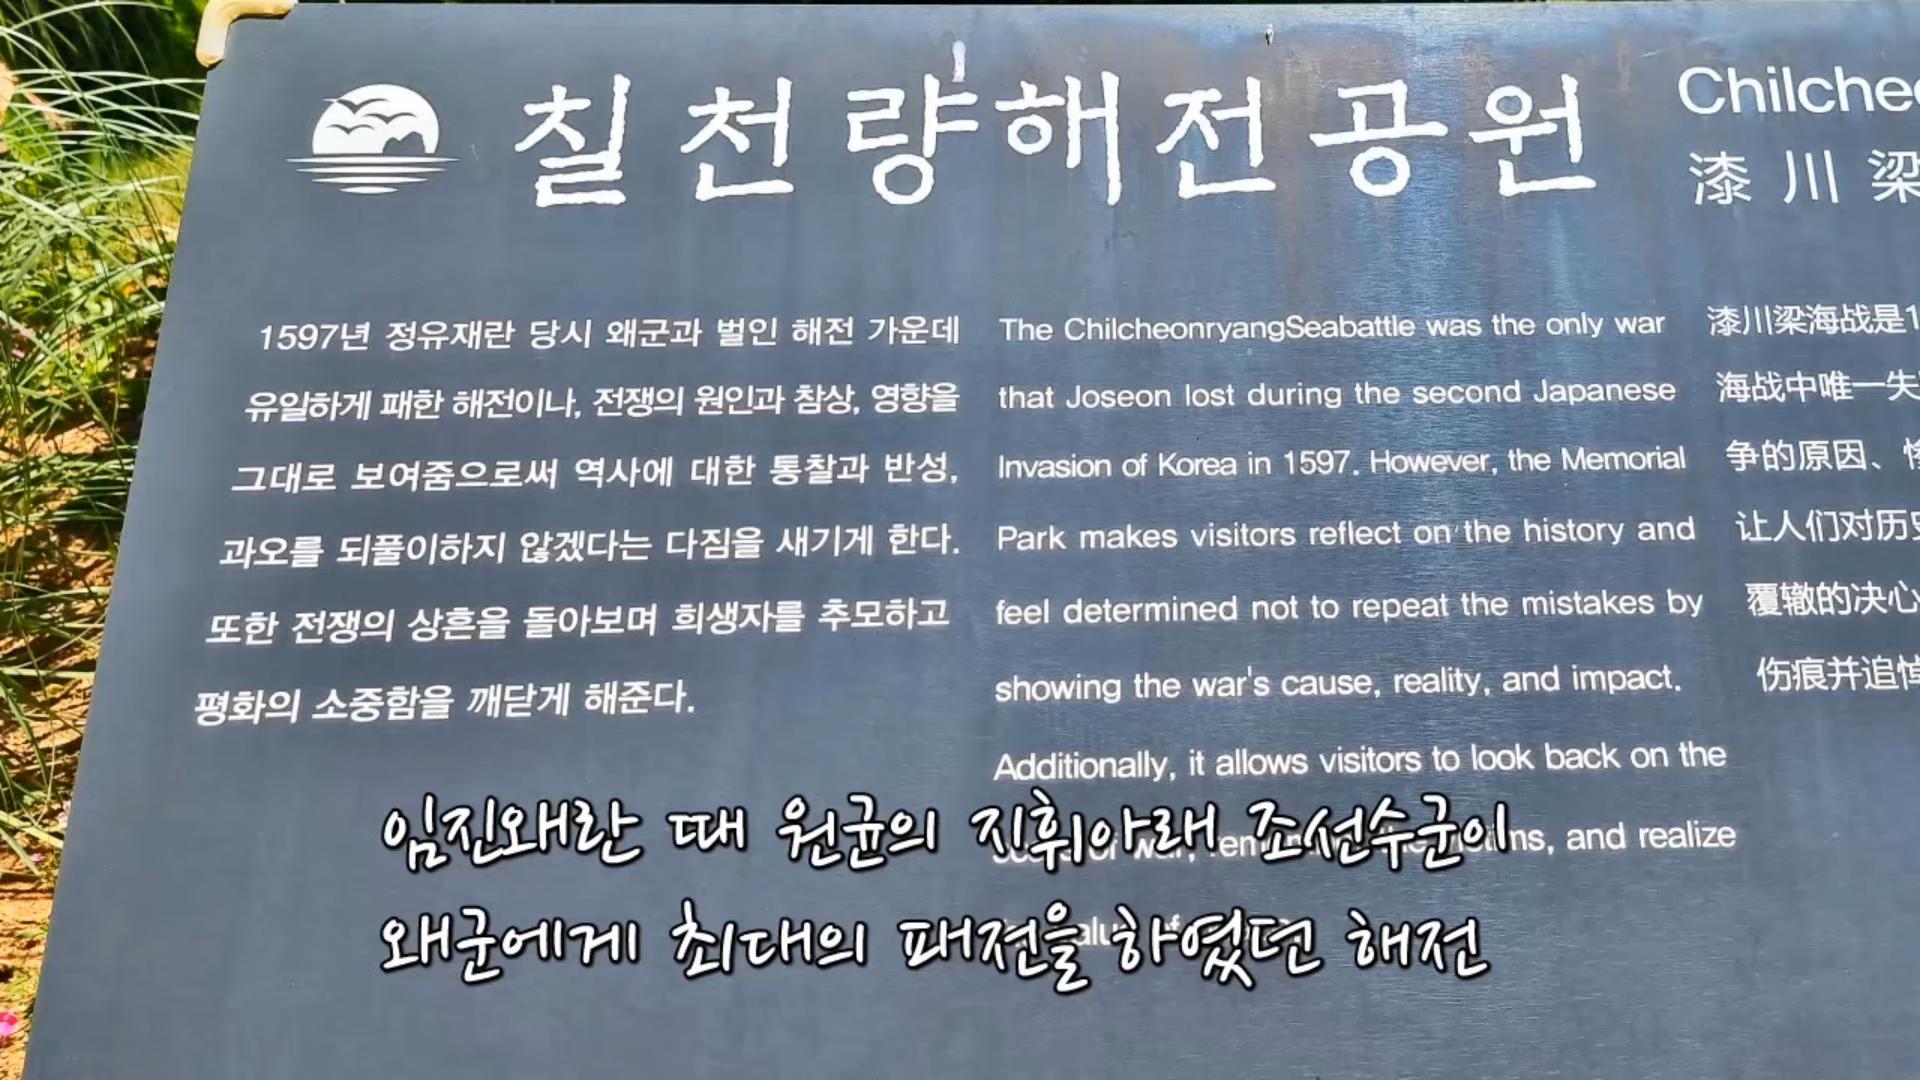 칠천량해전공원
1597년 정유재란 당시 왜군과 벌인 해전 가운데
유일하게 패한 해전이나, 전쟁의 원인과 참상, 영향을
그대로 보여줌으로써 역사에 대한 통찰과 반성,
과오를 되풀이하지 않겠다는 다짐을 새기게 한다.
또한 전쟁의 상흔을 돌아보며 희생자를 추모하고
평화의 소중함을 깨닫게 해준다.
The ChilcheonryangSeabattle was the only war
that Joseon lost during the second Japanese
Invasion of Korea in 1597. However, the Memorial
Park makes visitors reflect on the history and
feel determined not to repeat the mistakes by
showing the war's cause, reality, and impact.
Additionally, it allows visitors to look back on the
of war, and realize
漆川梁
漆川梁海战是1
海战中唯一失
争的原因、
让人们对历史
覆辙的决心
伤痕并追悼
임진왜란 때 원균의 지휘아래 조선수군이
왜군에게 최대의 패전을 하였던 해전